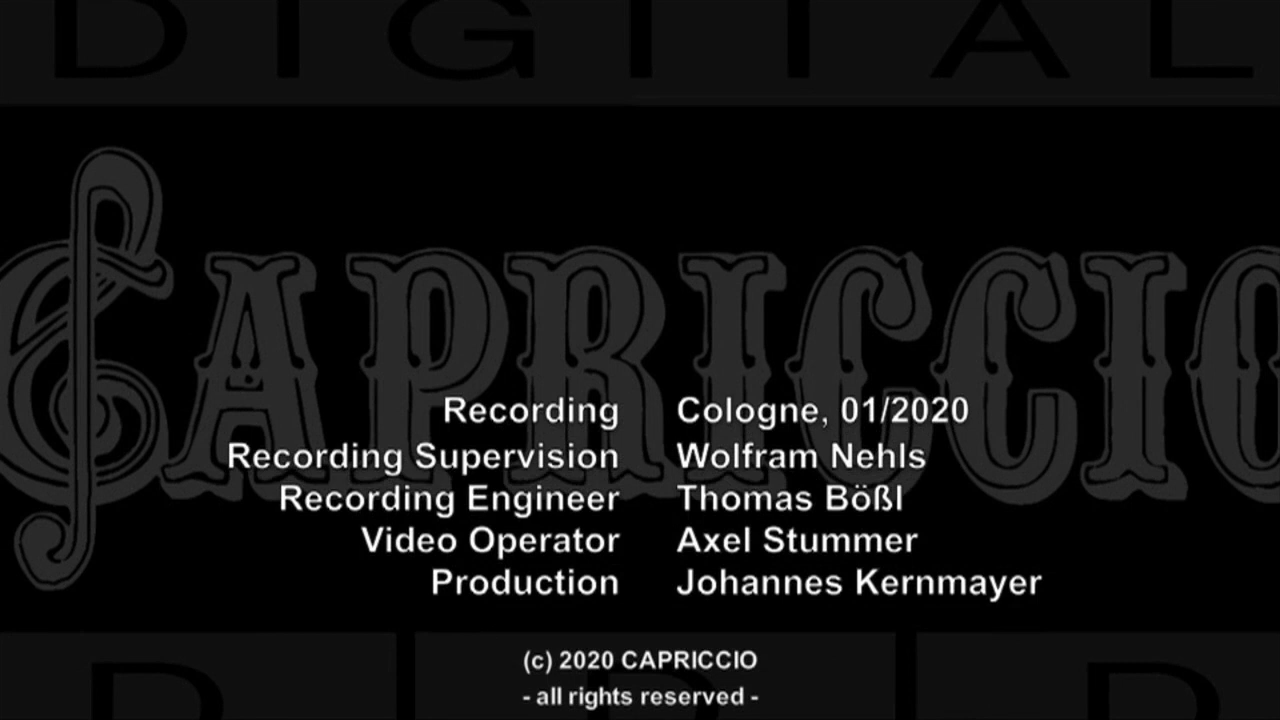 DIGITAL
CAPRICCIO
Recording Cologne, 01/2020
Recording Supervision Wolfram Nehls
Recording Engineer Thomas Bößl
Video Operator Axel Stummer
Production Johannes Kernmayer
(c) 2020 CAPRICCIO
- all rights reserved -
D D D